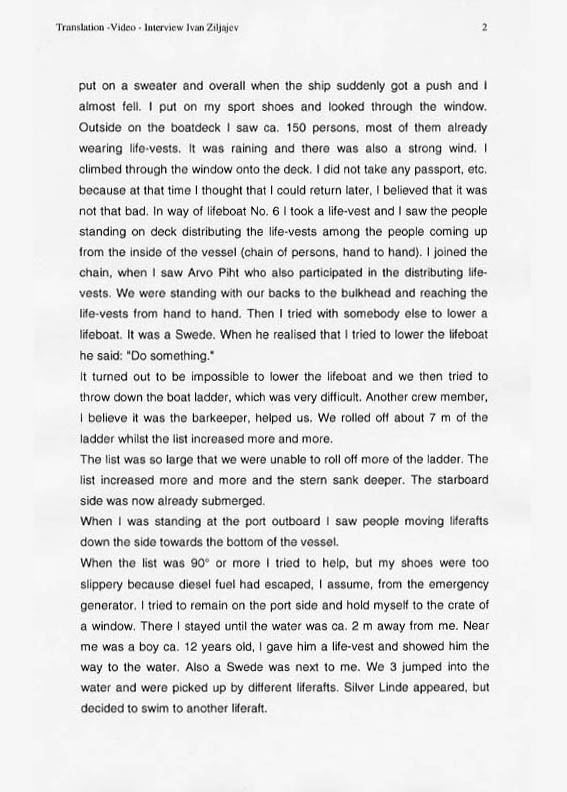 Translation -Video - Interview Ivan Ziljajev 2
put on a sweater and overall when the ship suddenly got a push and I
almost fell. I put on my sport shoes and looked through the window.
Outside on the boatdeck I saw ca. 150 persons, most of them already
wearing life-vests. It was raining and there was also a strong wind. I
climbed through the window onto the deck. I did not take any passport, etc.
because at that time I thought that I could return later, I believed that it was
not that bad. In way of lifeboat No. 6 I took a life-vest and I saw the people
standing on deck distributing the life-vests among the people coming up
from the inside of the vessel (chain of persons, hand to hand). I joined the
chain, when I saw Arvo Piht who also participated in the distributing life-
vests. We were standing with our backs to the bulkhead and reaching the
life-vests from hand to hand. Then I tried with somebody else to lower a
lifeboat. It was a Swede. When he realised that I tried to lower the lifeboat
he said: "Do something."
It turned out to be impossible to lower the lifeboat and we then tried to
throw down the boat ladder, which was very difficult. Another crew member,
I believe it was the barkeeper, helped us. We rolled off about 7 m of the
ladder whilst the list increased more and more.
The list was so large that we were unable to roll off more of the ladder. The
list increased more and more and the stern sank deeper. The starboard
side was now already submerged.
When I was standing at the port outboard I saw people moving liferafts
down the side towards the bottom of the vessel.
When the list was 90° or more I tried to help, but my shoes were too
slippery because diesel fuel had escaped, I assume, from the emergency
generator. I tried to remain on the port side and hold myself to the crate of
a window. There I stayed until the water was ca. 2 m away from me. Near
me was a boy ca. 12 years old, I gave him a life-vest and showed him the
way to the water. Also a Swede was next to me. We 3 jumped into the
water and were picked up by different liferafts. Silver Linde appeared, but
decided to swim to another liferaft.